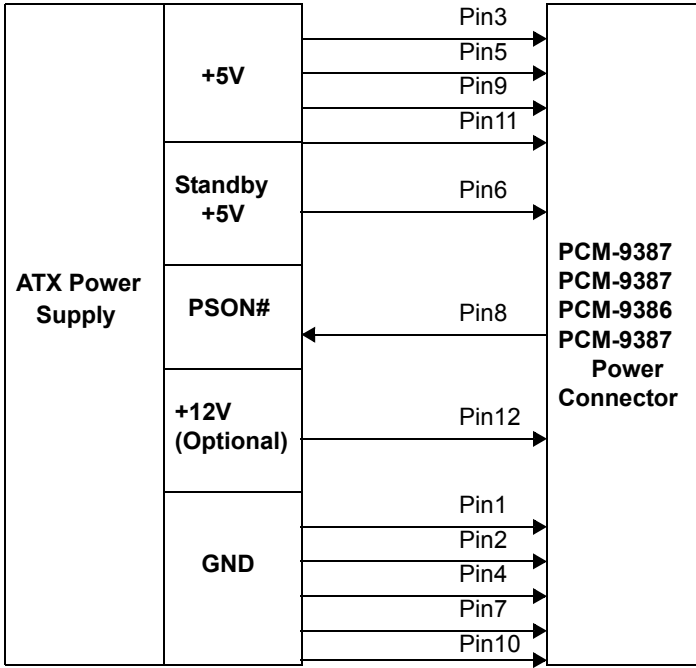 ATX Power
Supply
+5V
Standby
+5V
PSON#
+12V
(Optional)
GND
Pin3
Pin5
Pin9
Pin11
Pin6
Pin8
Pin12
Pin1
Pin2
Pin4
Pin7
Pin10
PCM-9387
PCM-9387
PCM-9386
PCM-9387
Power
Connector